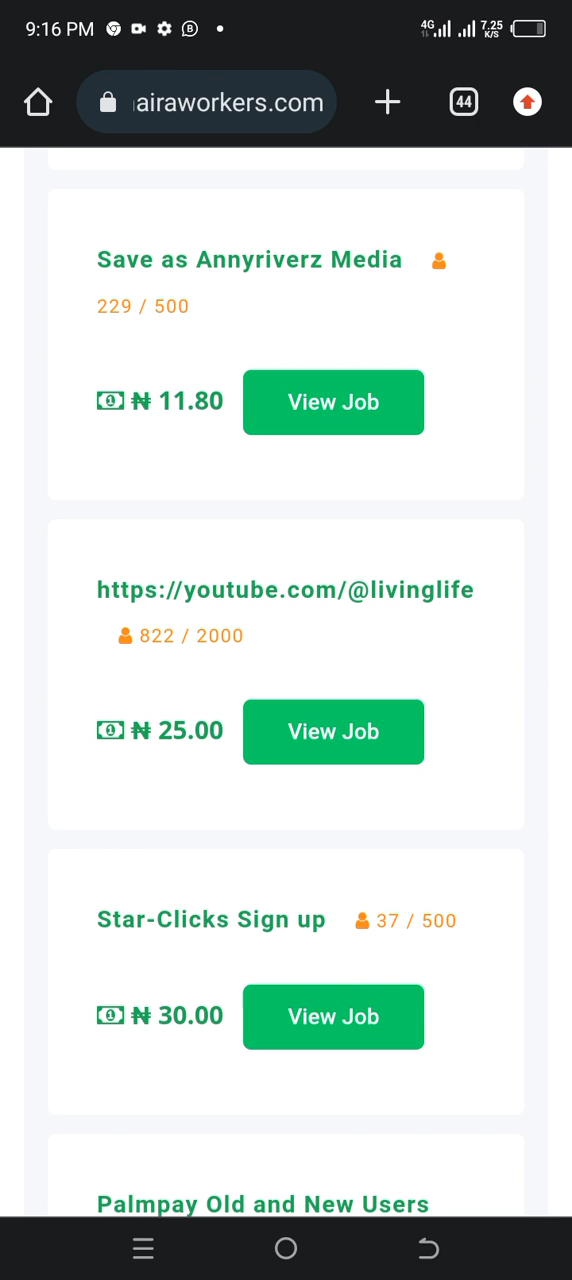 9:16 PM 4G 7.25 K/S
airaworkers.com 44
Save as Annyriverz Media
229 / 500
₦ 11.80 View Job
https://youtube.com/@livinglife
822 / 2000
₦ 25.00 View Job
Star-Clicks Sign up 37 / 500
₦ 30.00 View Job
Palmpay Old and New Users